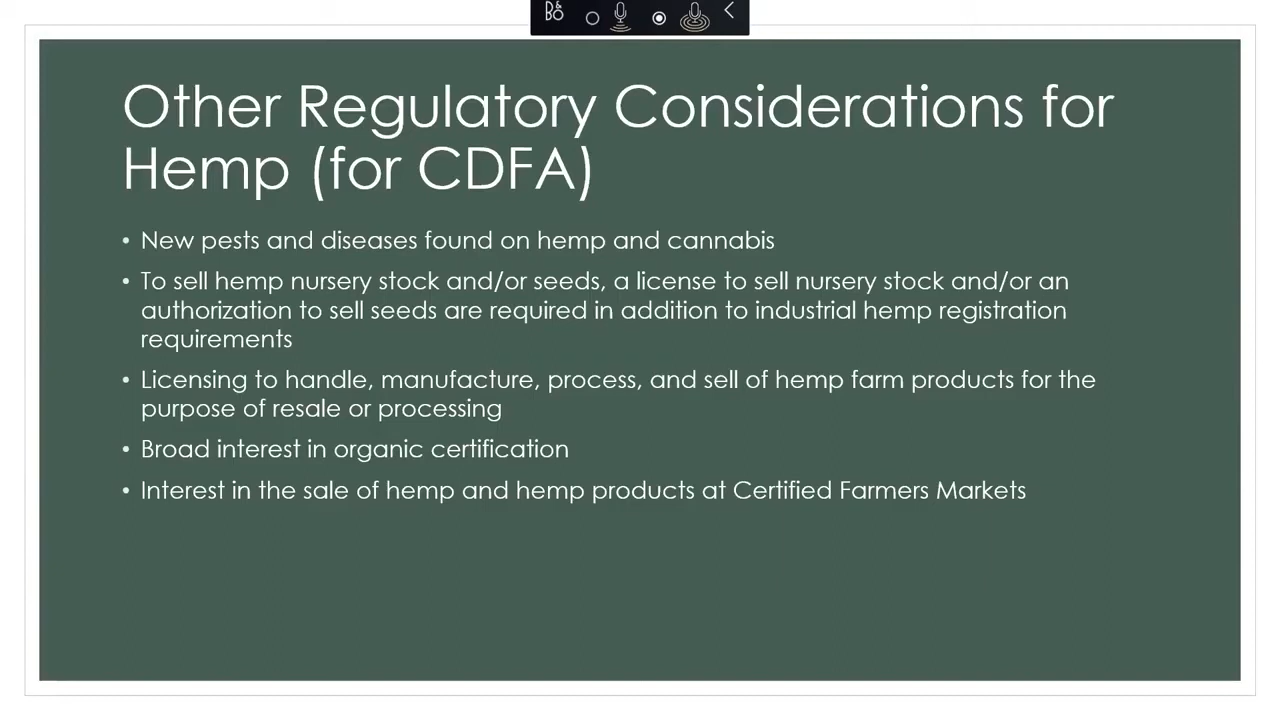 B&O
Other Regulatory Considerations for
Hemp (for CDFA)
• New pests and diseases found on hemp and cannabis
• To sell hemp nursery stock and/or seeds, a license to sell nursery stock and/or an
authorization to sell seeds are required in addition to industrial hemp registration
requirements
• Licensing to handle, manufacture, process, and sell of hemp farm products for the
purpose of resale or processing
• Broad interest in organic certification
• Interest in the sale of hemp and hemp products at Certified Farmers Markets